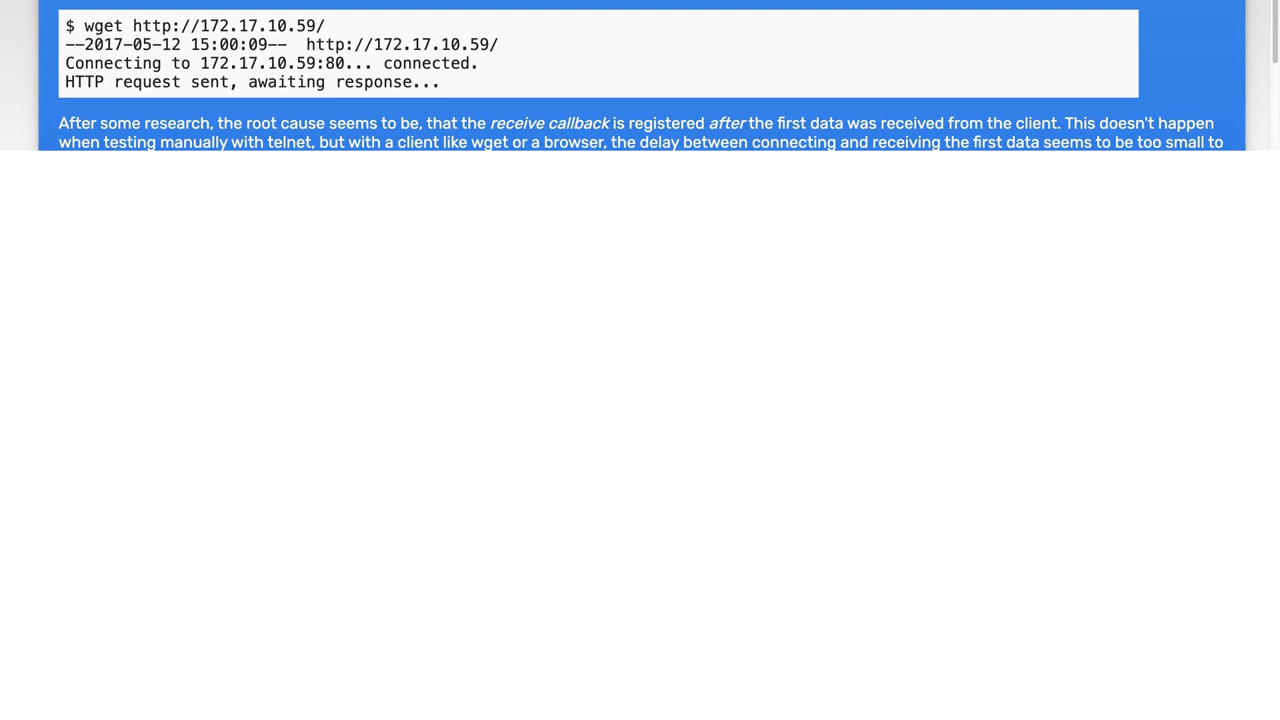 $ wget http://172.17.10.59/
--2017-05-12 15:00:09--  http://172.17.10.59/
Connecting to 172.17.10.59:80... connected.
HTTP request sent, awaiting response...
After some research, the root cause seems to be, that the receive callback is registered after the first data was received from the client. This doesn't happen
when testing manually with telnet, but with a client like wget or a browser, the delay between connecting and receiving the first data seems to be too small to